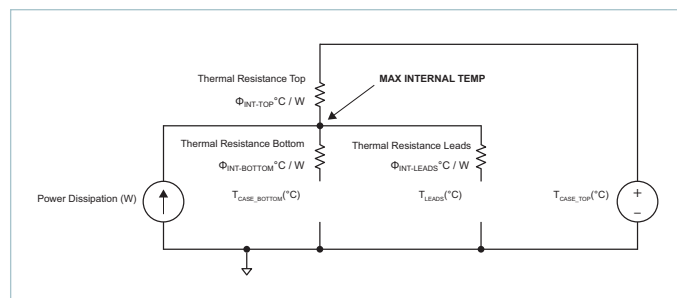 Thermal Resistance Top
MAX INTERNAL TEMP
ΦINT-TOP°C / W
Thermal Resistance Bottom
Thermal Resistance Leads
ΦINT-BOTTOM°C / W
ΦINT-LEADS°C / W
Power Dissipation (W)
TCASE_BOTTOM(°C)
TLEADS(°C)
TCASE_TOP(°C)
+
–